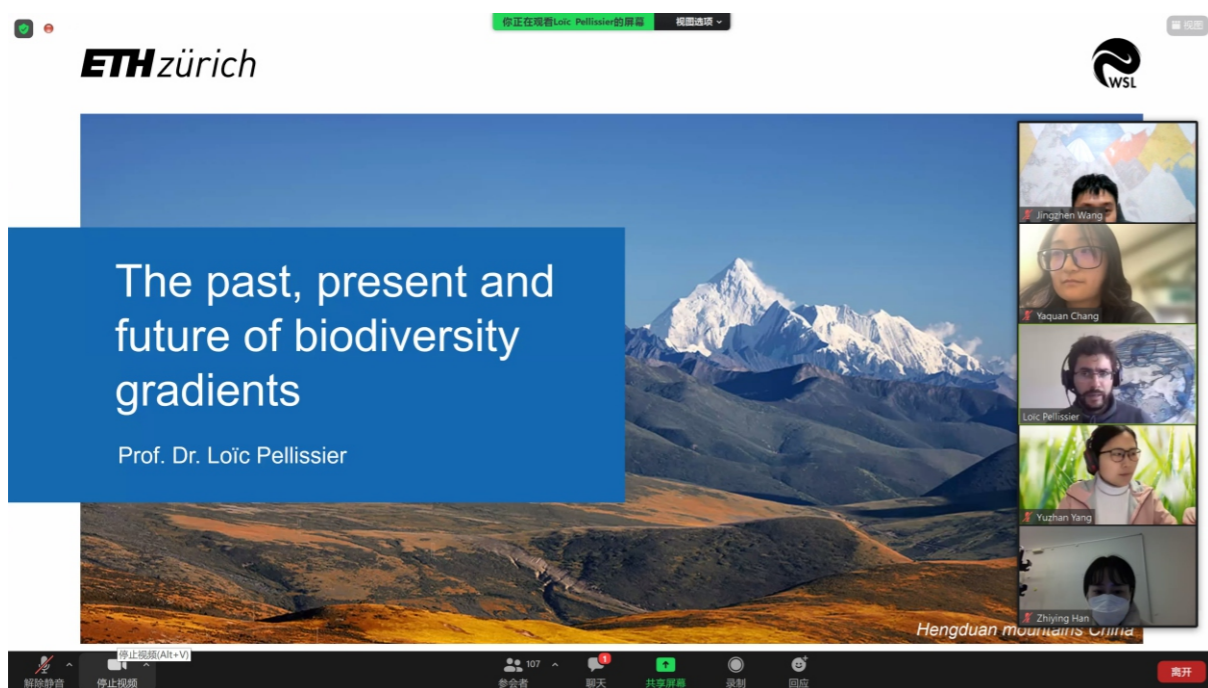 你正在观看Loïc Pellissier的屏幕
视图选项
视图
ETH zürich
WSL
The past, present and
future of biodiversity
gradients
Prof. Dr. Loïc Pellissier
Jingzhen Wang
Yaquan Chang
Loïc Pellissier
Yuzhan Yang
Zhiying Han
Hengduan mountains China
停止视频(Alt+V)
107
1
解除静音
停止视频
参会者
聊天
共享屏幕
录制
回应
离开